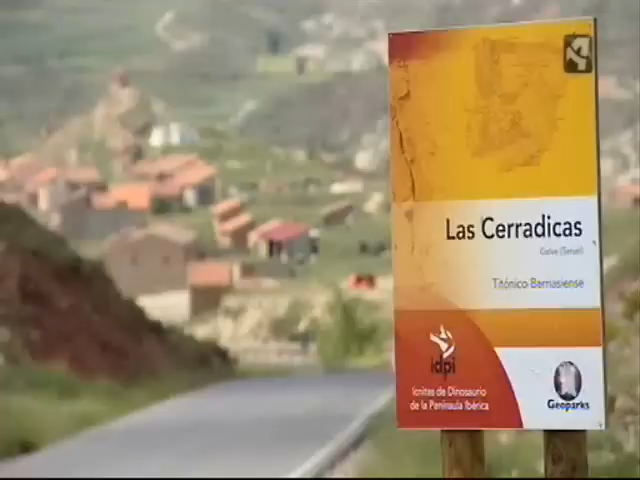 Las Cerradicas
Galve (Teruel)
Titónico-Berriasiense
idpi
Icnitas de Dinosaurio
de la Península Ibérica
Geoparks